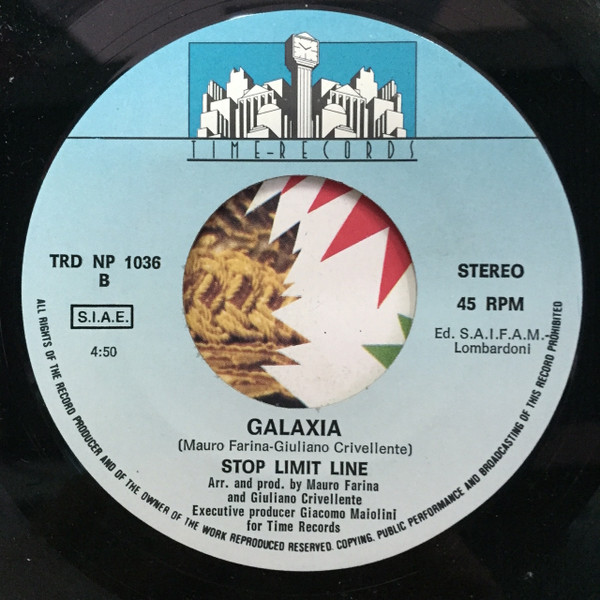 TIME-RECORDS
TRD NP 1036
B
S.I.A.E.
4:50
STEREO
45 RPM
Ed. S.A.I.F.A.M.-
Lombardoni
GALAXIA
(Mauro Farina-Giuliano Crivellente)
STOP LIMIT LINE
Arr. and prod. by Mauro Farina
and Giuliano Crivellente
Executive producer Giacomo Maiolini
for Time Records
ALL RIGHTS OF THE RECORD PRODUCER AND OF THE OWNER OF THE WORK REPRODUCED RESERVED. COPYING, PUBLIC PERFORMANCE AND BROADCASTING OF THIS RECORD PROHIBITED